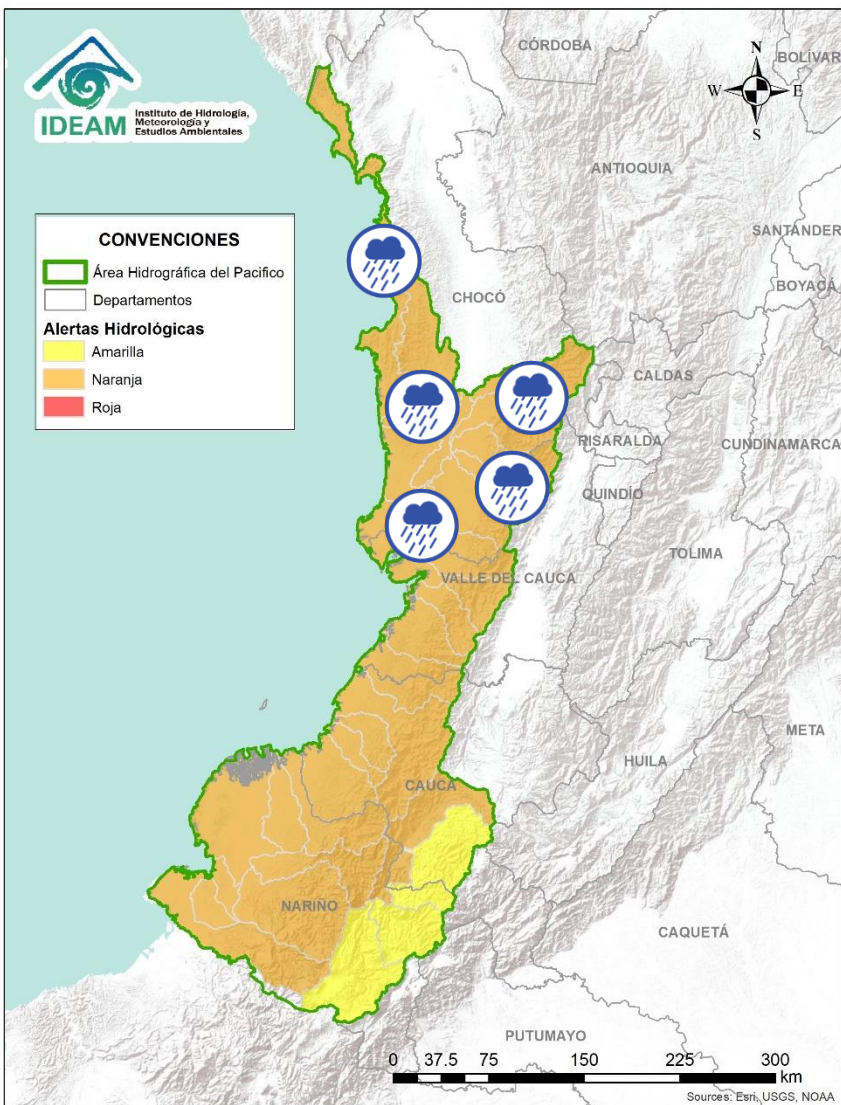 IDEAM
Instituto de Hidrología,
Meteorología y
Estudios Ambientales
N
W
E
S
CÓRDOBA
BOLÍVAR
ANTIOQUIA
SANTANDER
BOYACÁ
CHOCÓ
CALDAS
RISARALDA
CUNDINAMARCA
QUINDÍO
TOLIMA
VALLE DEL CAUCA
META
HUILA
CAUCA
NARIÑO
CAQUETÁ
PUTUMAYO
CONVENCIONES
Área Hidrográfica del Pacifico
Departamentos
Alertas Hidrológicas
Amarilla
Naranja
Roja
0 37.5 75 150 225 300
km
Sources: Esri, USGS, NOAA